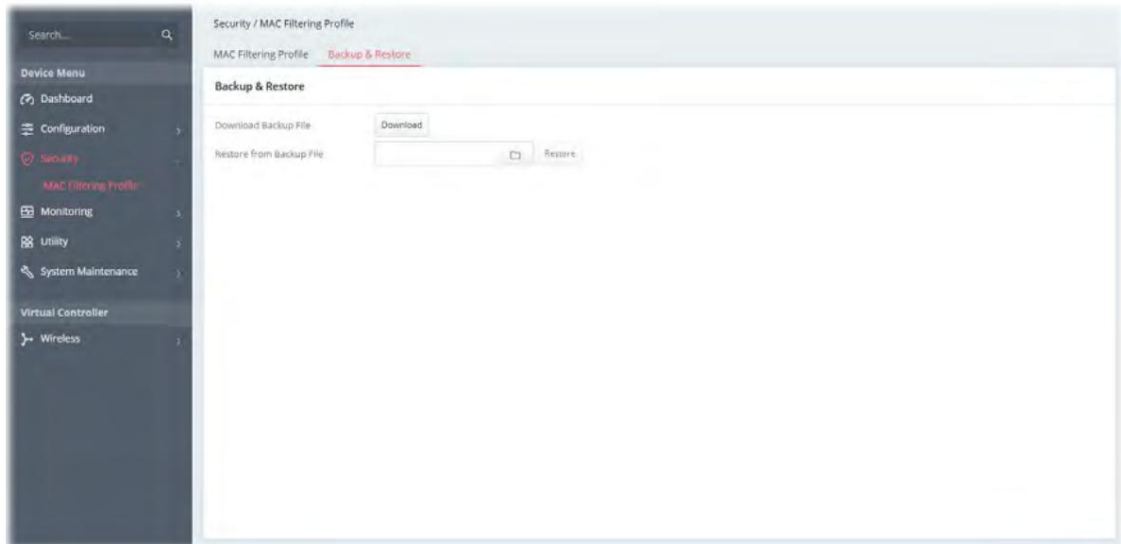 Search...
Device Menu
Dashboard
Configuration
Security
MAC Filtering Profile
Monitoring
Utility
System Maintenance
Virtual Controller
Wireless
Security / MAC Filtering Profile
MAC Filtering Profile Backup & Restore
Backup & Restore
Download Backup File Download
Restore from Backup File Restore